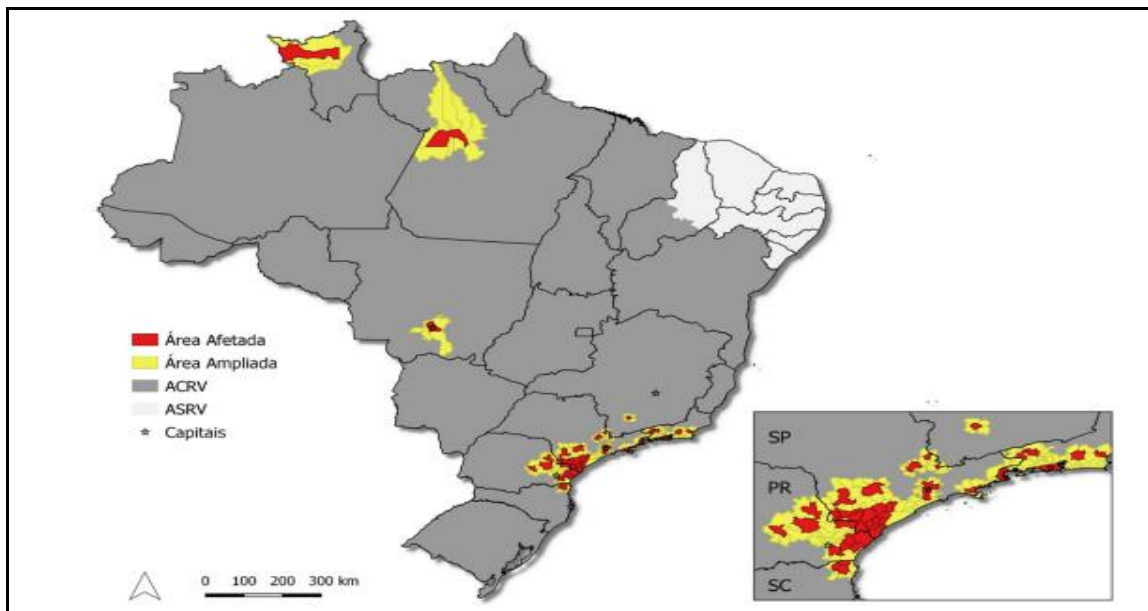 Área Afetada
Área Ampliada
ACRV
ASRV
Capitais
0 100 200 300 km
SP
PR
SC